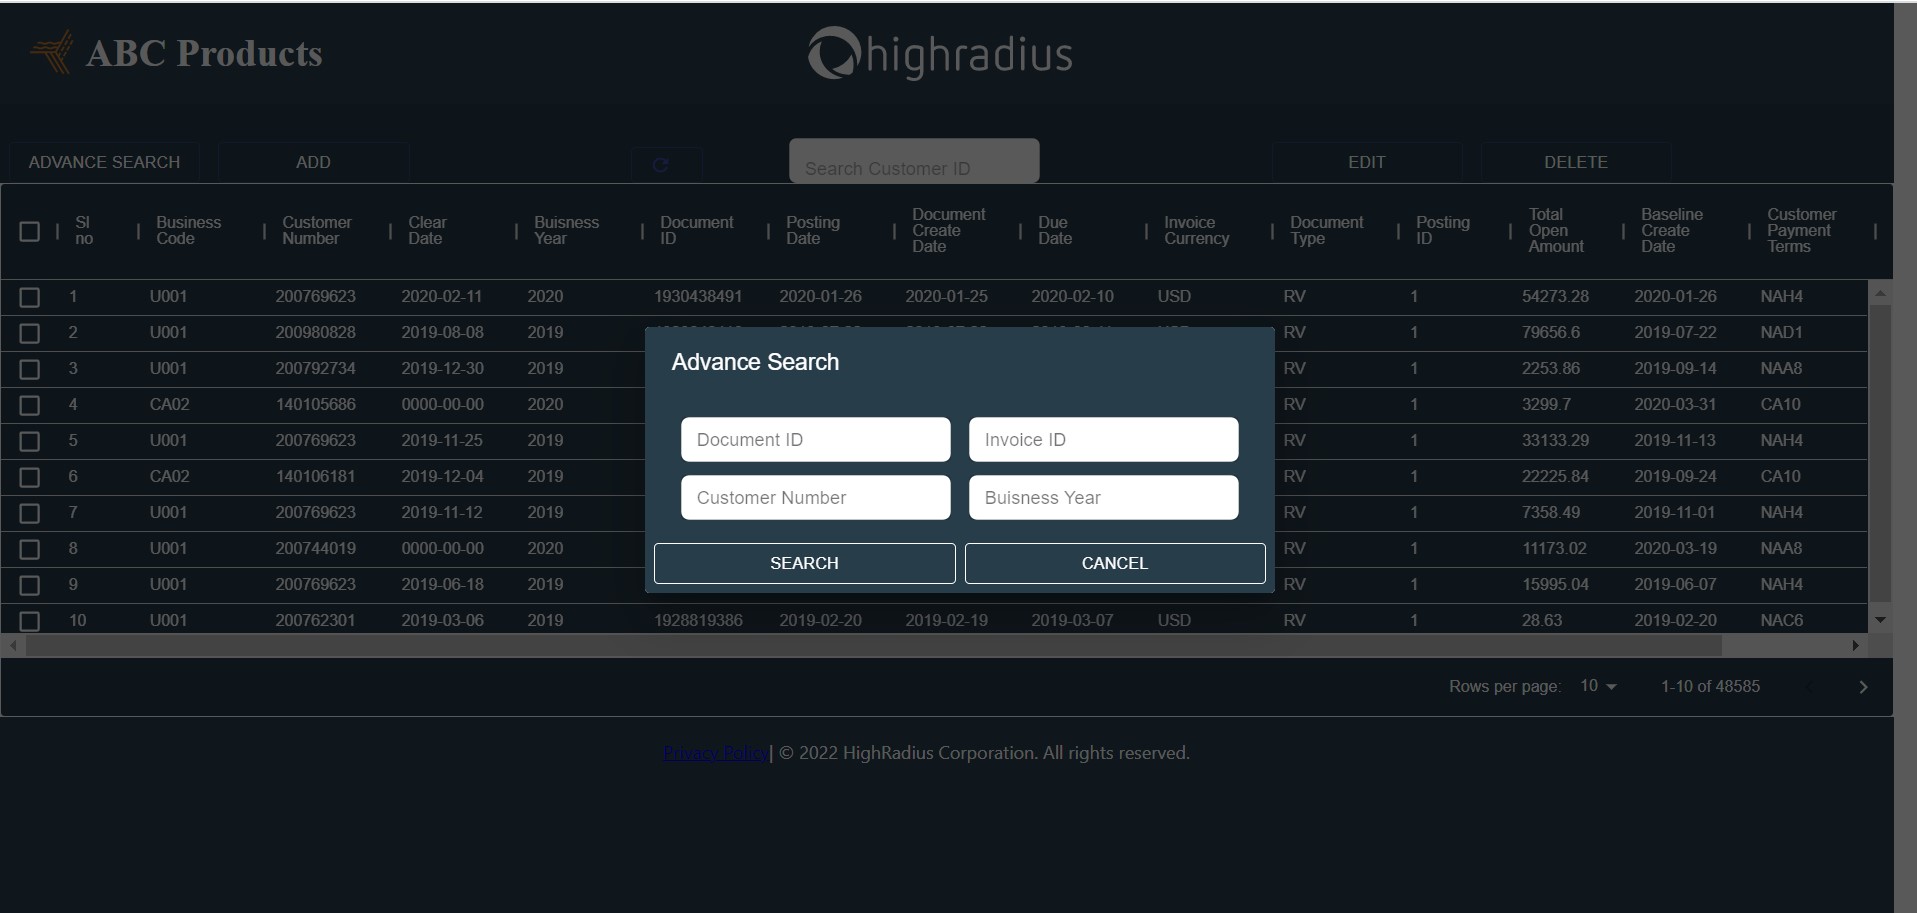 ABC Products
highradius
ADVANCE SEARCH ADD Search Customer ID EDIT DELETE
Sl no Business Code Customer Number Clear Date Buisness Year Document ID Posting Date Document Create Date Due Date Invoice Currency Document Type Posting ID Total Open Amount Baseline Create Date Customer Payment Terms
1 U001 200769623 2020-02-11 2020 1930438491 2020-01-26 2020-01-25 2020-02-10 USD RV 1 54273.28 2020-01-26 NAH4
2 U001 200980828 2019-08-08 2019 RV 1 79656.6 2019-07-22 NAD1
3 U001 200792734 2019-12-30 2019 RV 1 2253.86 2019-09-14 NAA8
4 CA02 140105686 0000-00-00 2020 RV 1 3299.7 2020-03-31 CA10
5 U001 200769623 2019-11-25 2019 RV 1 33133.29 2019-11-13 NAH4
6 CA02 140106181 2019-12-04 2019 RV 1 22225.84 2019-09-24 CA10
7 U001 200769623 2019-11-12 2019 RV 1 7358.49 2019-11-01 NAH4
8 U001 200744019 0000-00-00 2020 RV 1 11173.02 2020-03-19 NAA8
9 U001 200769623 2019-06-18 2019 RV 1 15995.04 2019-06-07 NAH4
10 U001 200762301 2019-03-06 2019 1928819386 2019-02-20 2019-02-19 2019-03-07 USD RV 1 28.63 2019-02-20 NAC6
Advance Search
Document ID Invoice ID
Customer Number Buisness Year
SEARCH CANCEL
Rows per page: 10 1-10 of 48585
Privacy Policy| © 2022 HighRadius Corporation. All rights reserved.